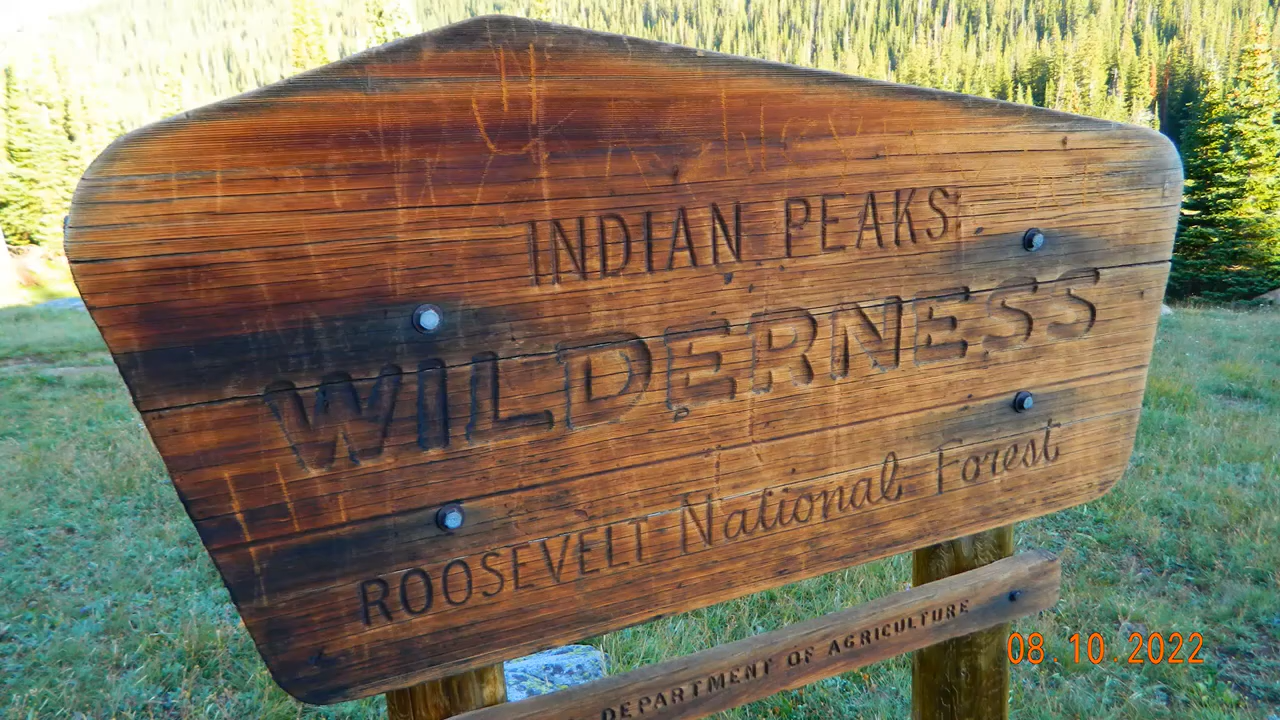 INDIAN PEAKS
WILDERNESS
ROOSEVELT National Forest
DEPARTMENT OF AGRICULTURE
08.10.2022